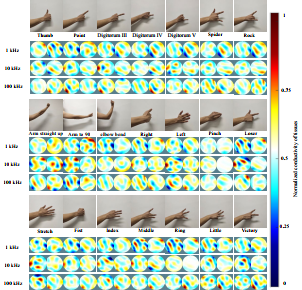 Thumb Point Digitorum III Digitorum IV Digitorum V Spider Rock
1 kHz
10 kHz
100 kHz
Arm straight up Arm to 90 elbow bend Right Left Pinch Loser
1 kHz
10 kHz
100 kHz
Stretch Fist Index Middle Ring Little Victory
1 kHz
10 kHz
100 kHz
1
0.75
0.5
0.25
0
Normalized conductivity of tissues